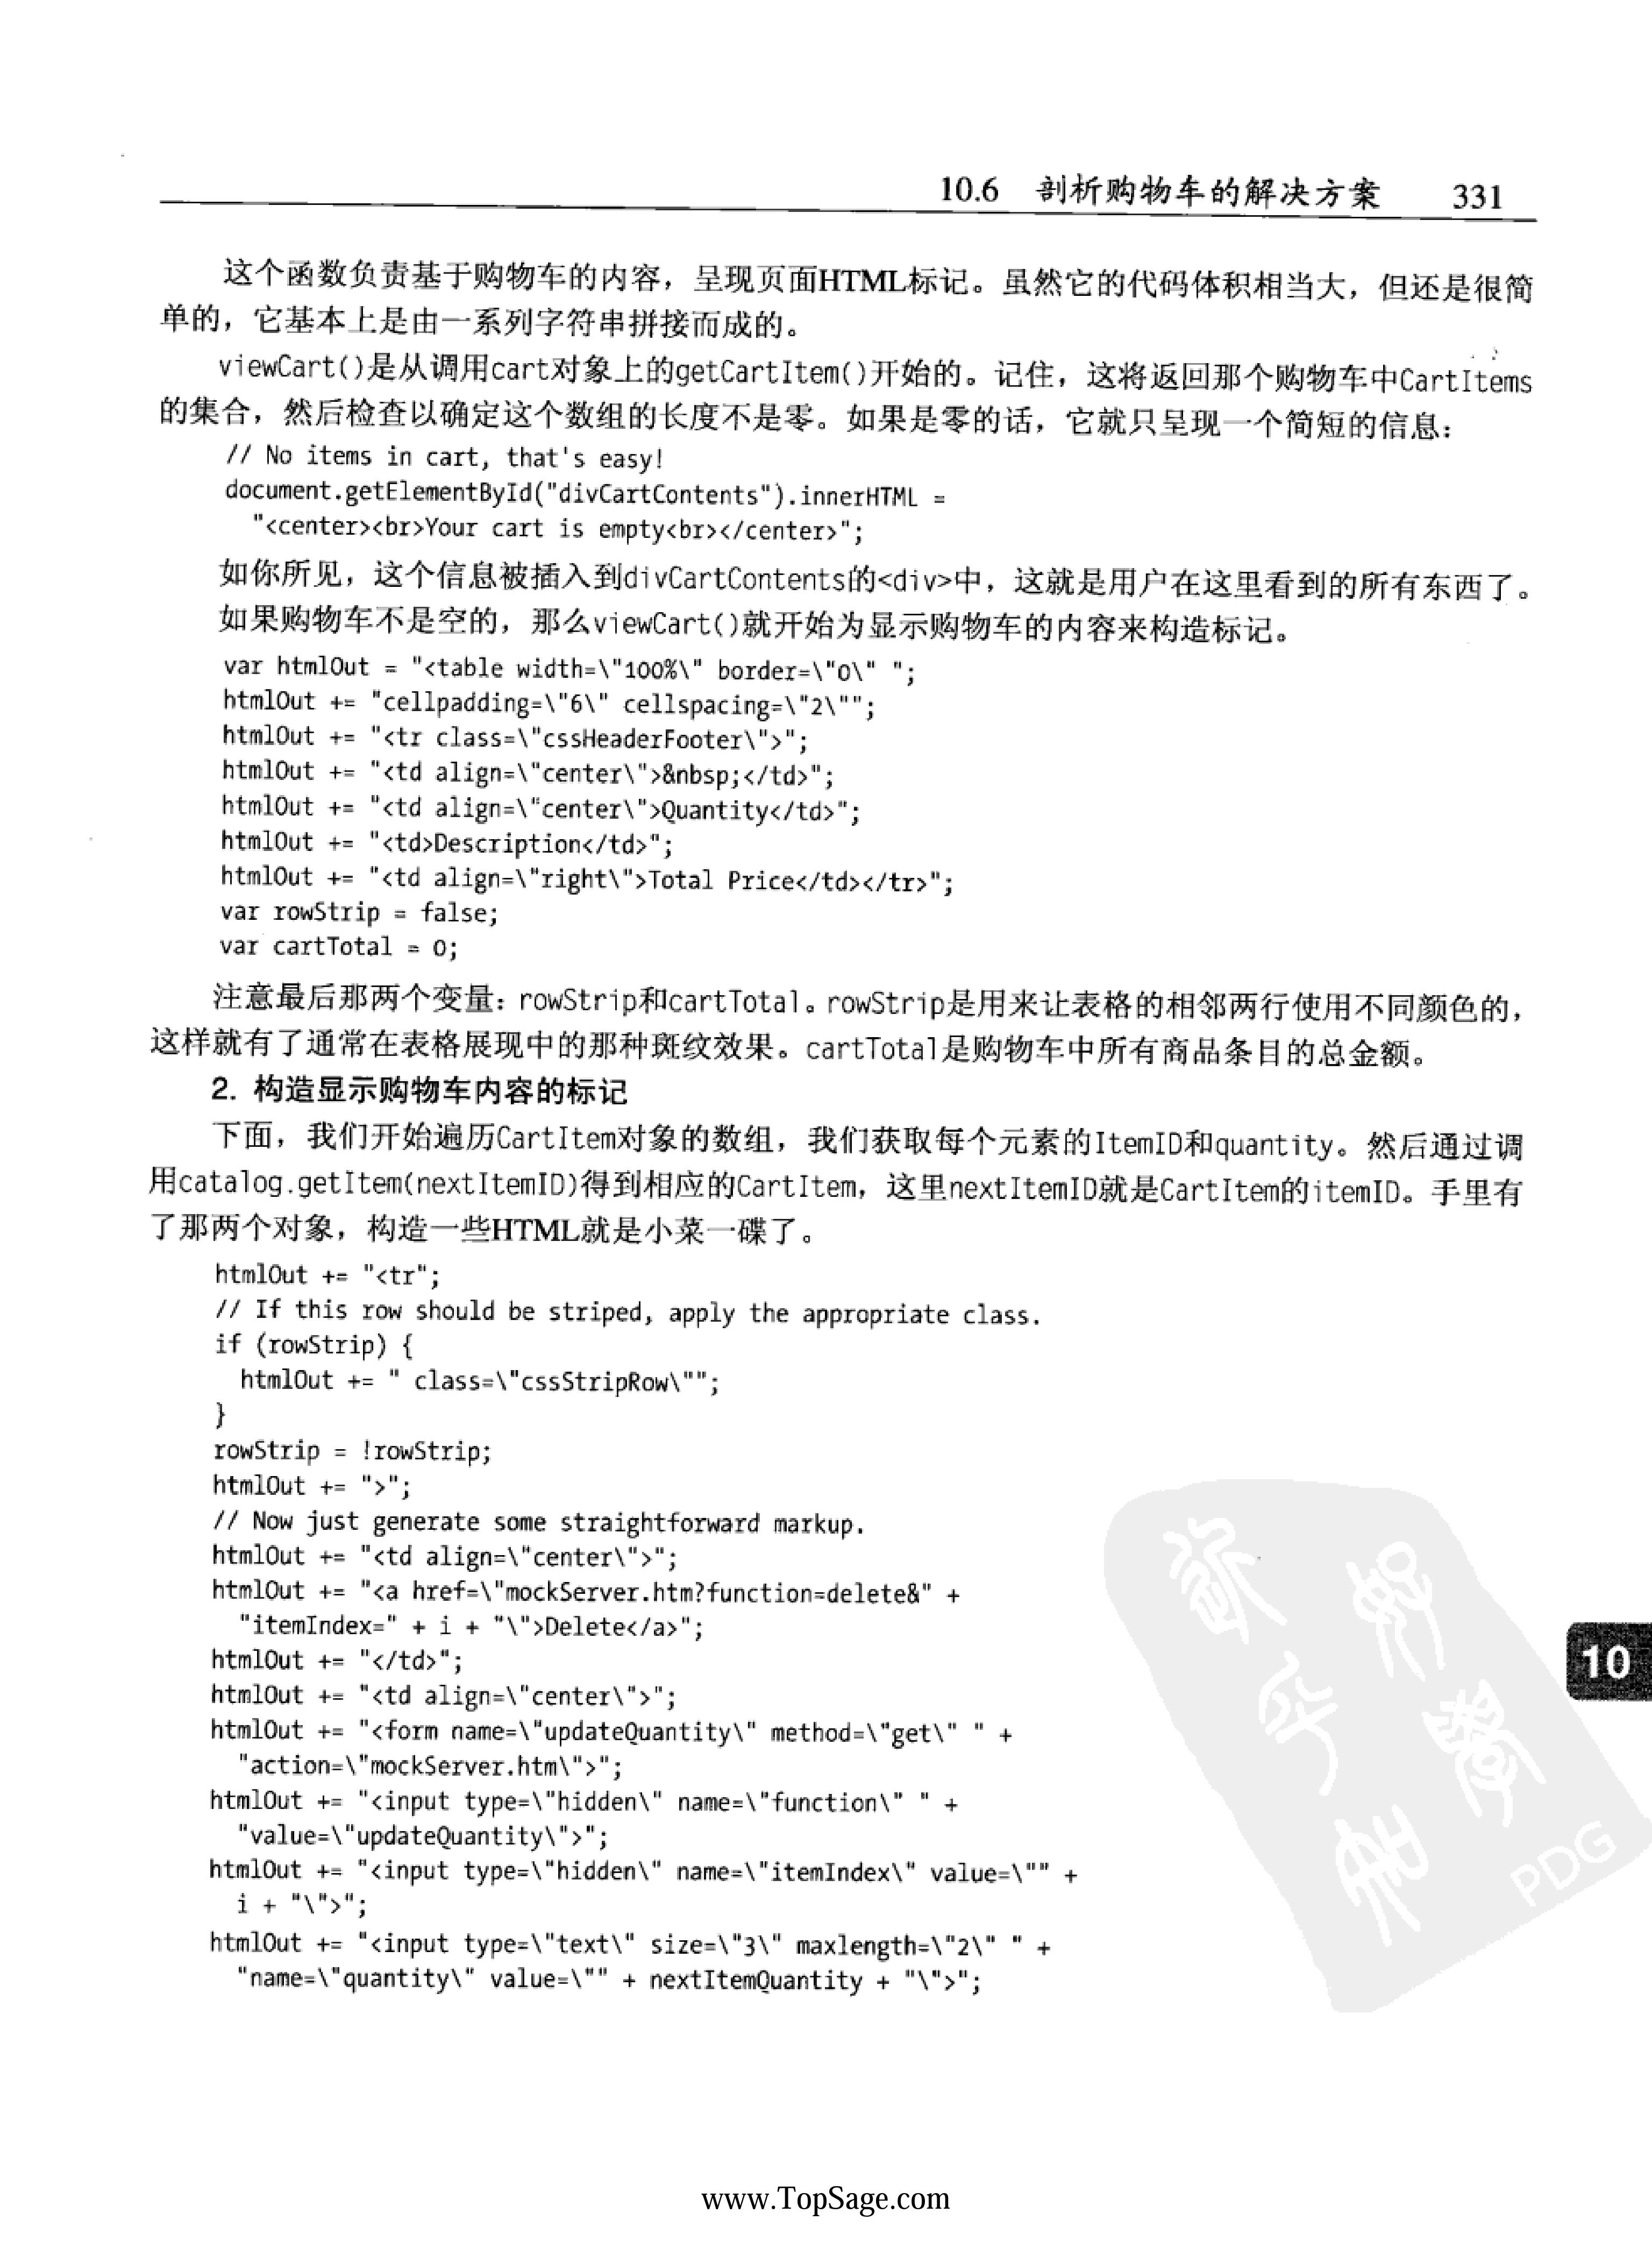 10.6 剖析购物车的解决方案 331
这个函数负责基于购物车的内容，呈现页面HTML标记。虽然它的代码体积相当大，但还是很简
单的，它基本上是由一系列字符串拼接而成的。
viewCart()是从调用cart对象上的getCartItem()开始的。记住，这将返回那个购物车中CartItems
的集合，然后检查以确定这个数组的长度不是零。如果是零的话，它就只呈现一个简短的信息：
// No items in cart, that's easy!
document.getElementById("divCartContents").innerHTML =
"<center><br>Your cart is empty<br></center>";
如你所见，这个信息被插入到divCartContents的<div>中，这就是用户在这里看到的所有东西了。
如果购物车不是空的，那么viewCart()就开始为显示购物车的内容来构造标记。
var htmlOut = "<table width=\"100%\" border=\"0\" ";
htmlOut += "cellpadding=\"6\" cellspacing=\"2\"";
htmlOut += "<tr class=\"cssHeaderFooter\">";
htmlOut += "<td align=\"center\">&nbsp;</td>";
htmlOut += "<td align=\"center\">Quantity</td>";
htmlOut += "<td>Description</td>";
htmlOut += "<td align=\"right\">Total Price</td></tr>";
var rowStrip = false;
var cartTotal = 0;
注意最后那两个变量：rowStrip和cartTotal。rowStrip是用来让表格的相邻两行使用不同颜色的，
这样就有了通常在表格展现中的那种斑纹效果。cartTotal是购物车中所有商品条目的总金额。
2. 构造显示购物车内容的标记
下面，我们开始遍历CartItem对象的数组，我们获取每个元素的ItemID和quantity。然后通过调
用catalog.getItem(nextItemID)得到相应的CartItem，这里nextItemID就是CartItem的itemID。手里有
了那两个对象，构造一些HTML就是小菜一碟了。
htmlOut += "<tr";
// If this row should be striped, apply the appropriate class.
if (rowStrip) {
htmlOut += " class=\"cssStripRow\"";
}
rowStrip = !rowStrip;
htmlOut += ">";
// Now just generate some straightforward markup.
htmlOut += "<td align=\"center\">";
htmlOut += "<a href=\"mockServer.htm?function=delete&" +
"itemIndex=" + i + "\">Delete</a>";
htmlOut += "</td>";
htmlOut += "<td align=\"center\">";
htmlOut += "<form name=\"updateQuantity\" method=\"get\" " +
"action=\"mockServer.htm\">";
htmlOut += "<input type=\"hidden\" name=\"function\" " +
"value=\"updateQuantity\">";
htmlOut += "<input type=\"hidden\" name=\"itemIndex\" value=\"" +
i + "\">";
htmlOut += "<input type=\"text\" size=\"3\" maxlength=\"2\" " +
"name=\"quantity\" value=\"" + nextItemQuantity + "\">";
10
PDG
www.TopSage.com